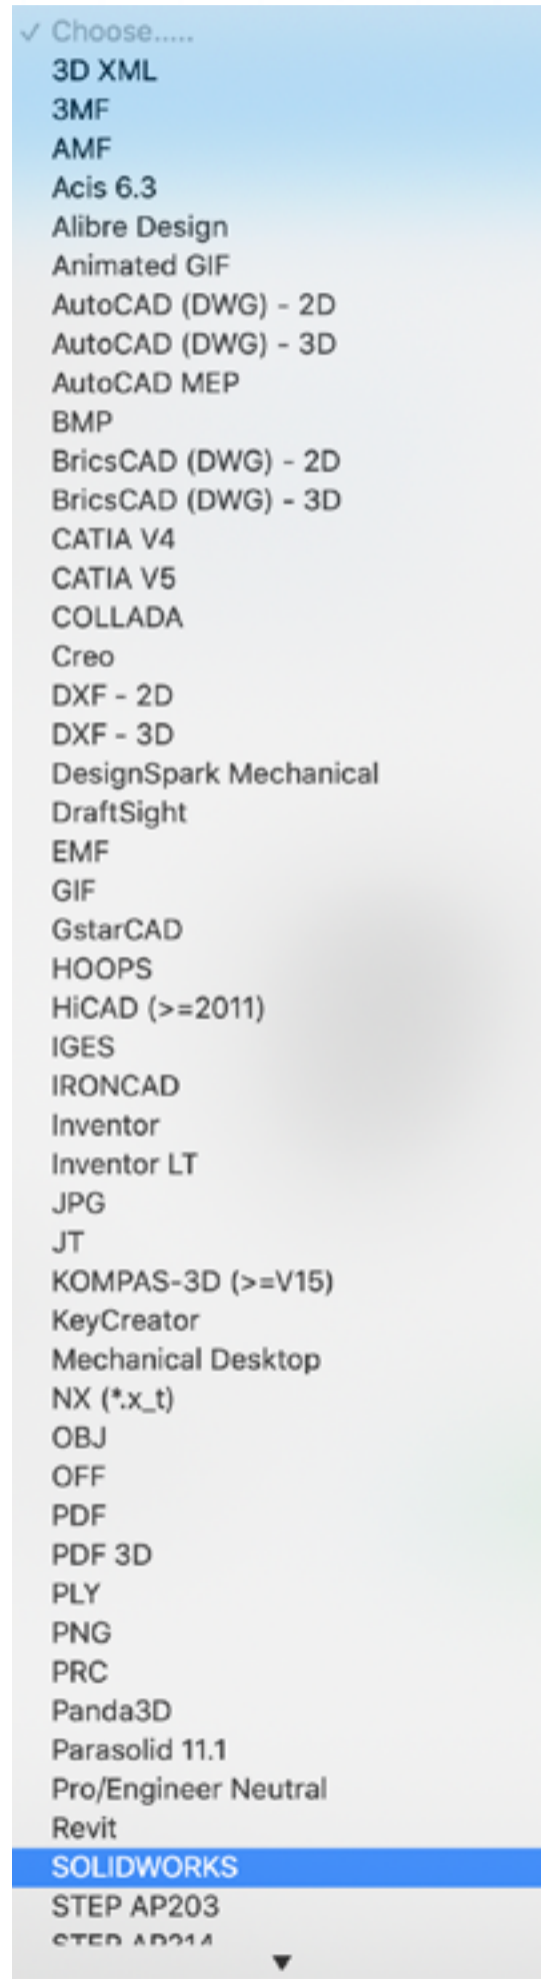 ✓ Choose.....
3D XML
3MF
AMF
Acis 6.3
Alibre Design
Animated GIF
AutoCAD (DWG) - 2D
AutoCAD (DWG) - 3D
AutoCAD MEP
BMP
BricsCAD (DWG) - 2D
BricsCAD (DWG) - 3D
CATIA V4
CATIA V5
COLLADA
Creo
DXF - 2D
DXF - 3D
DesignSpark Mechanical
DraftSight
EMF
GIF
GstarCAD
HOOPS
HiCAD (>=2011)
IGES
IRONCAD
Inventor
Inventor LT
JPG
JT
KOMPAS-3D (>=V15)
KeyCreator
Mechanical Desktop
NX (*.x_t)
OBJ
OFF
PDF
PDF 3D
PLY
PNG
PRC
Panda3D
Parasolid 11.1
Pro/Engineer Neutral
Revit
SOLIDWORKS
STEP AP203
STEP AP214